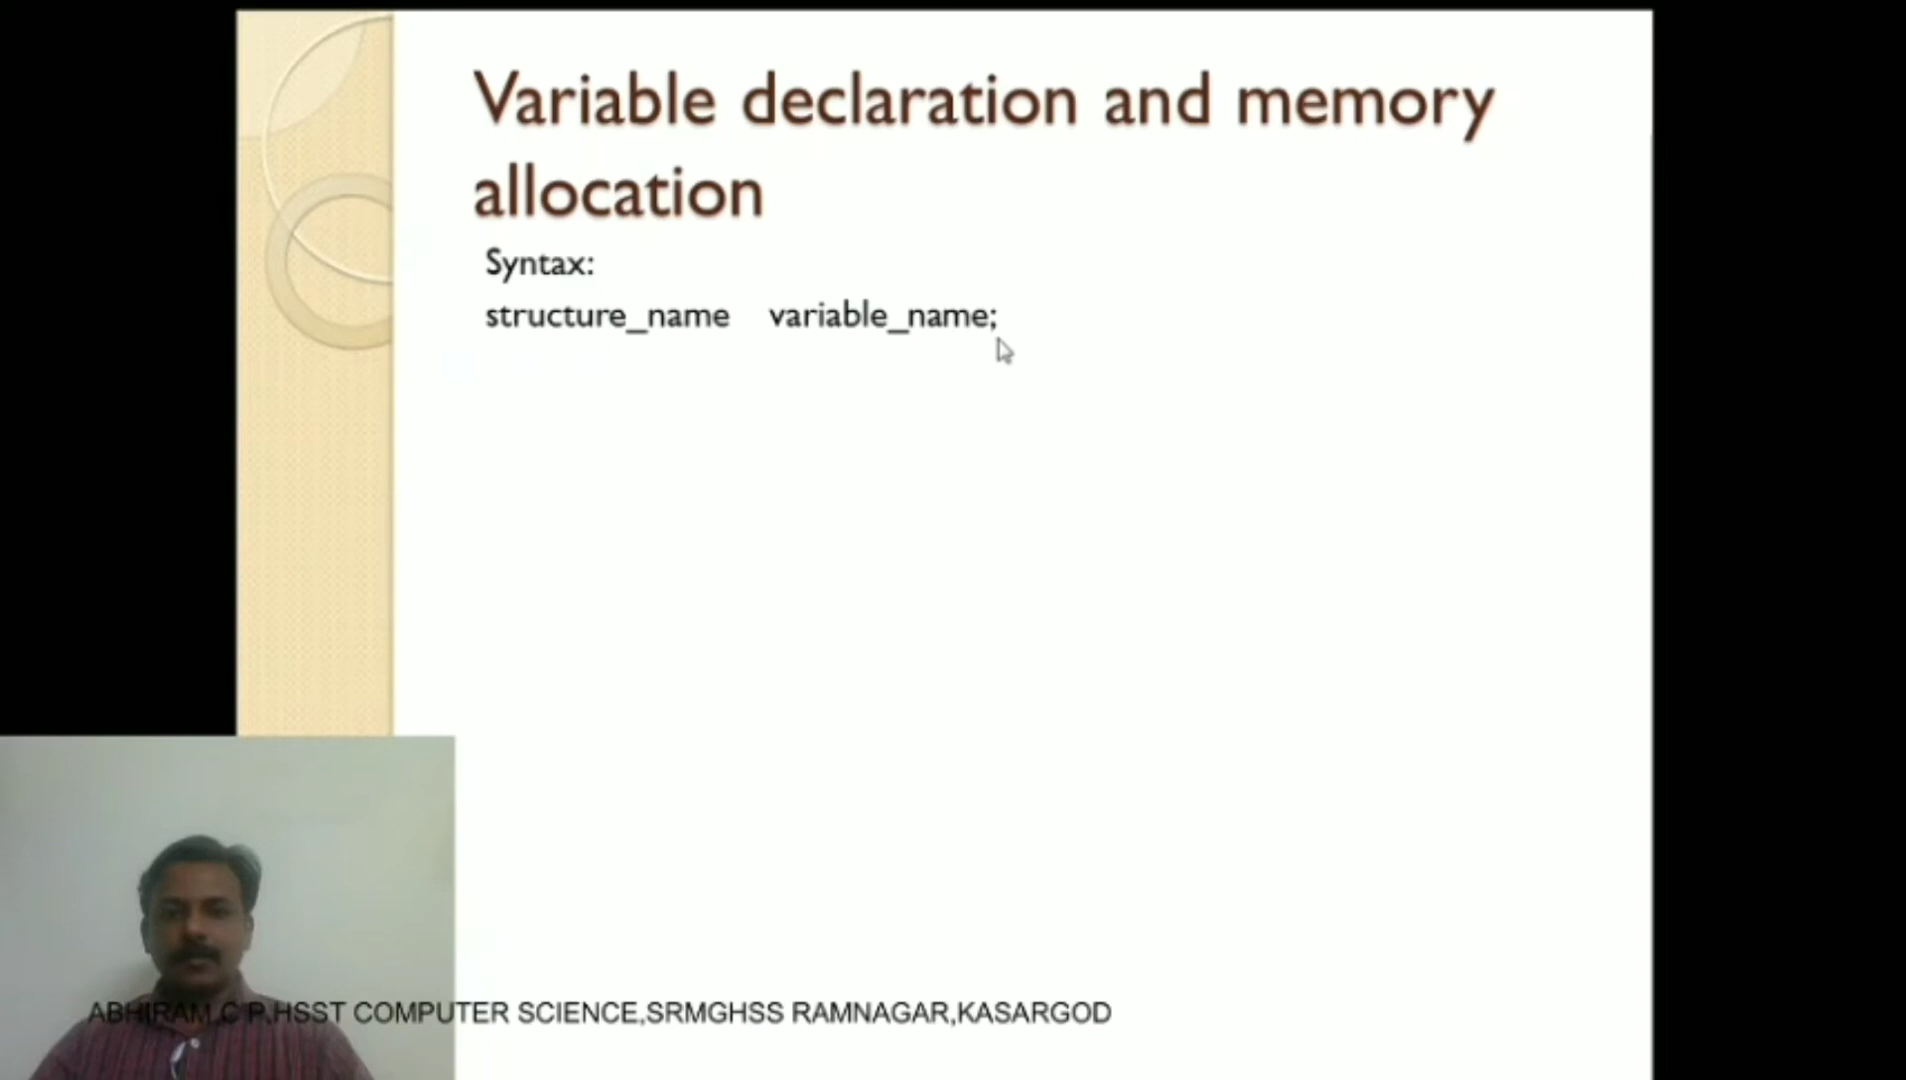 Variable declaration and memory
allocation
Syntax:
structure_name variable_name;
ABHIRAM C P,HSST COMPUTER SCIENCE,SRMGHSS RAMNAGAR,KASARGOD